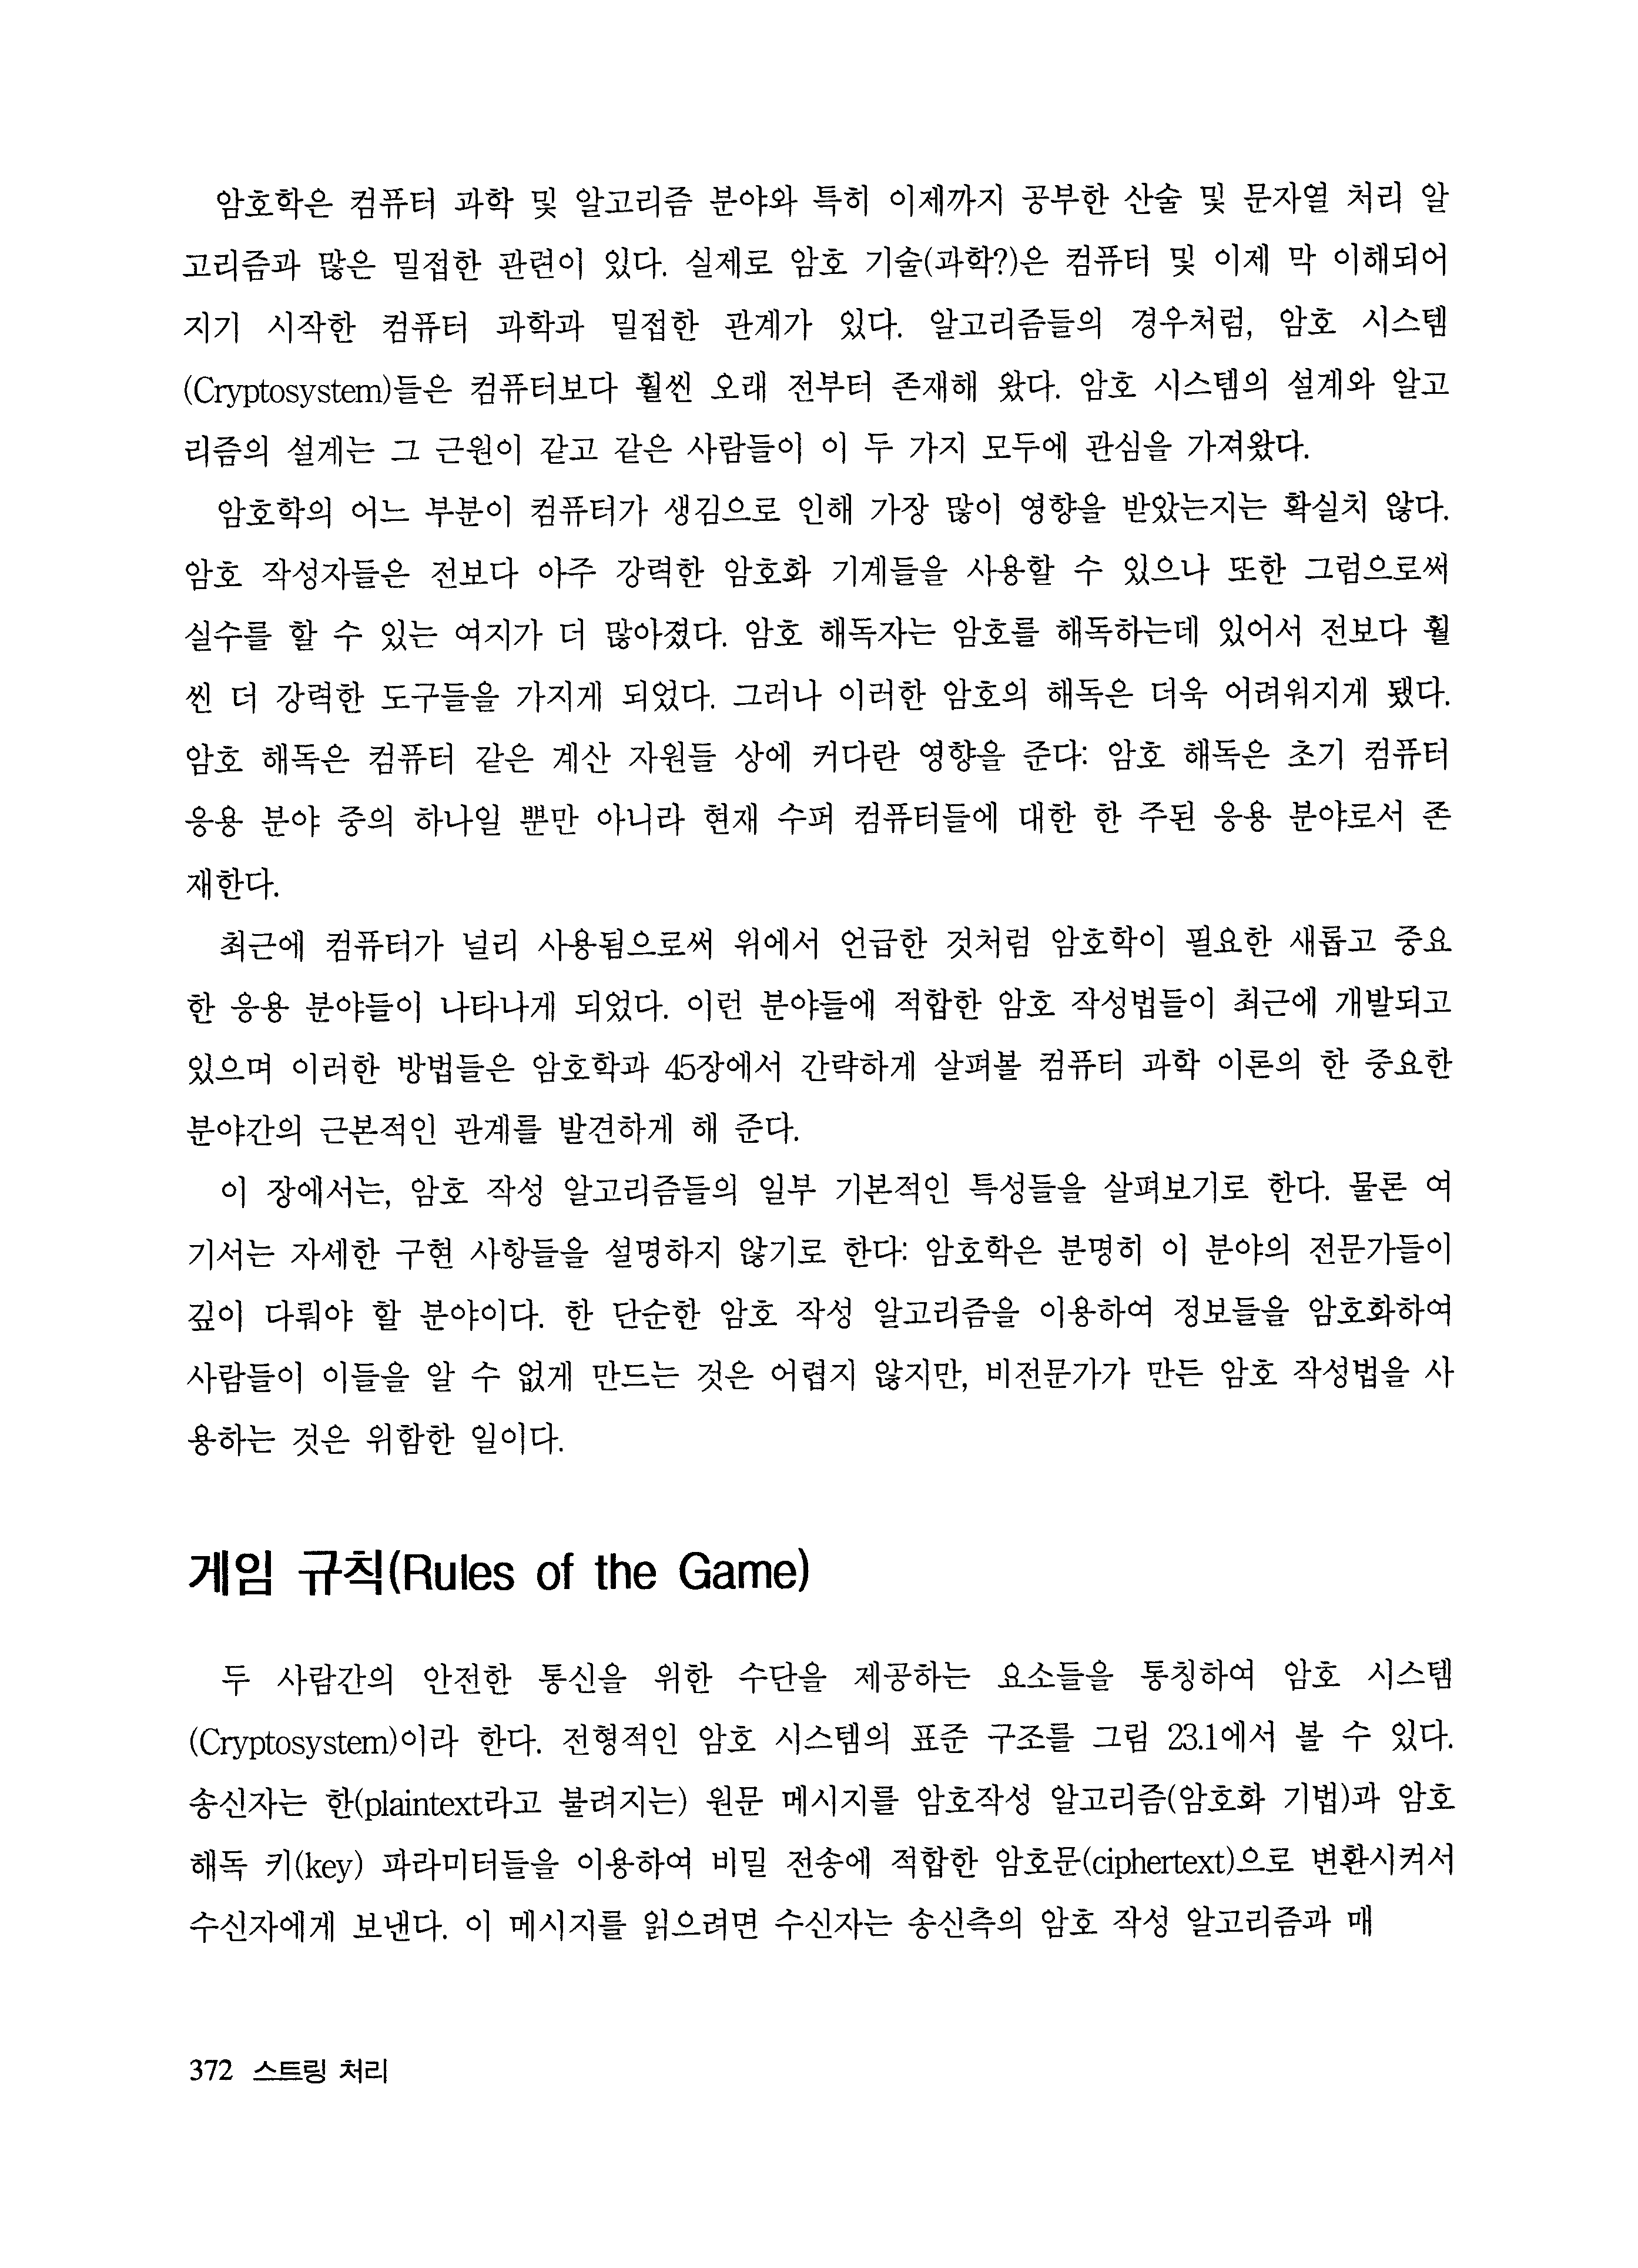 암호학은 컴퓨터 과학 및 알고리즘 분야와 특히 이제까지 공부한 산술 및 문자열 처리 알
고리즘과 많은 밀접한 관련이 있다. 실제로 암호 기술(과학?)은 컴퓨터 및 이제 막 이해되어
지기 시작한 컴퓨터 과학과 밀접한 관계가 있다. 알고리즘들의 경우처럼, 암호 시스템
(Cryptosystem)들은 컴퓨터보다 훨씬 오래 전부터 존재해 왔다. 암호 시스템의 설계와 알고
리즘의 설계는 그 근원이 같고 같은 사람들이 이 두 가지 모두에 관심을 가져왔다.
암호학의 어느 부분이 컴퓨터가 생김으로 인해 가장 많이 영향을 받았는지는 확실치 않다.
암호 작성자들은 전보다 아주 강력한 암호화 기계들을 사용할 수 있으나 또한 그럼으로써
실수를 할 수 있는 여지가 더 많아졌다. 암호 해독자는 암호를 해독하는데 있어서 전보다 훨
씬 더 강력한 도구들을 가지게 되었다. 그러나 이러한 암호의 해독은 더욱 어려워지게 됐다.
암호 해독은 컴퓨터 같은 계산 자원들 상에 커다란 영향을 준다: 암호 해독은 초기 컴퓨터
응용 분야 중의 하나일 뿐만 아니라 현재 수퍼 컴퓨터들에 대한 한 주된 응용 분야로서 존
재한다.
최근에 컴퓨터가 널리 사용됨으로써 위에서 언급한 것처럼 암호학이 필요한 새롭고 중요
한 응용 분야들이 나타나게 되었다. 이런 분야들에 적합한 암호 작성법들이 최근에 개발되고
있으며 이러한 방법들은 암호학과 45장에서 간략하게 살펴볼 컴퓨터 과학 이론의 한 중요한
분야간의 근본적인 관계를 발견하게 해 준다.
이 장에서는, 암호 작성 알고리즘들의 일부 기본적인 특성들을 살펴보기로 한다. 물론 여
기서는 자세한 구현 사항들을 설명하지 않기로 한다: 암호학은 분명히 이 분야의 전문가들이
깊이 다뤄야 할 분야이다. 한 단순한 암호 작성 알고리즘을 이용하여 정보들을 암호화하여
사람들이 이들을 알 수 없게 만드는 것은 어렵지 않지만, 비전문가가 만든 암호 작성법을 사
용하는 것은 위함한 일이다.
게임 규칙(Rules of the Game)
두 사람간의 안전한 통신을 위한 수단을 제공하는 요소들을 통칭하여 암호 시스템
(Cryptosystem)이라 한다. 전형적인 암호 시스템의 표준 구조를 그림 23.1에서 볼 수 있다.
송신자는 한(plaintext라고 불려지는) 원문 메시지를 암호작성 알고리즘(암호화 기법)과 암호
해독 키(key) 파라미터들을 이용하여 비밀 전송에 적합한 암호문(ciphertext)으로 변환시켜서
수신자에게 보낸다. 이 메시지를 읽으려면 수신자는 송신측의 암호 작성 알고리즘과 매
372 스트링 처리